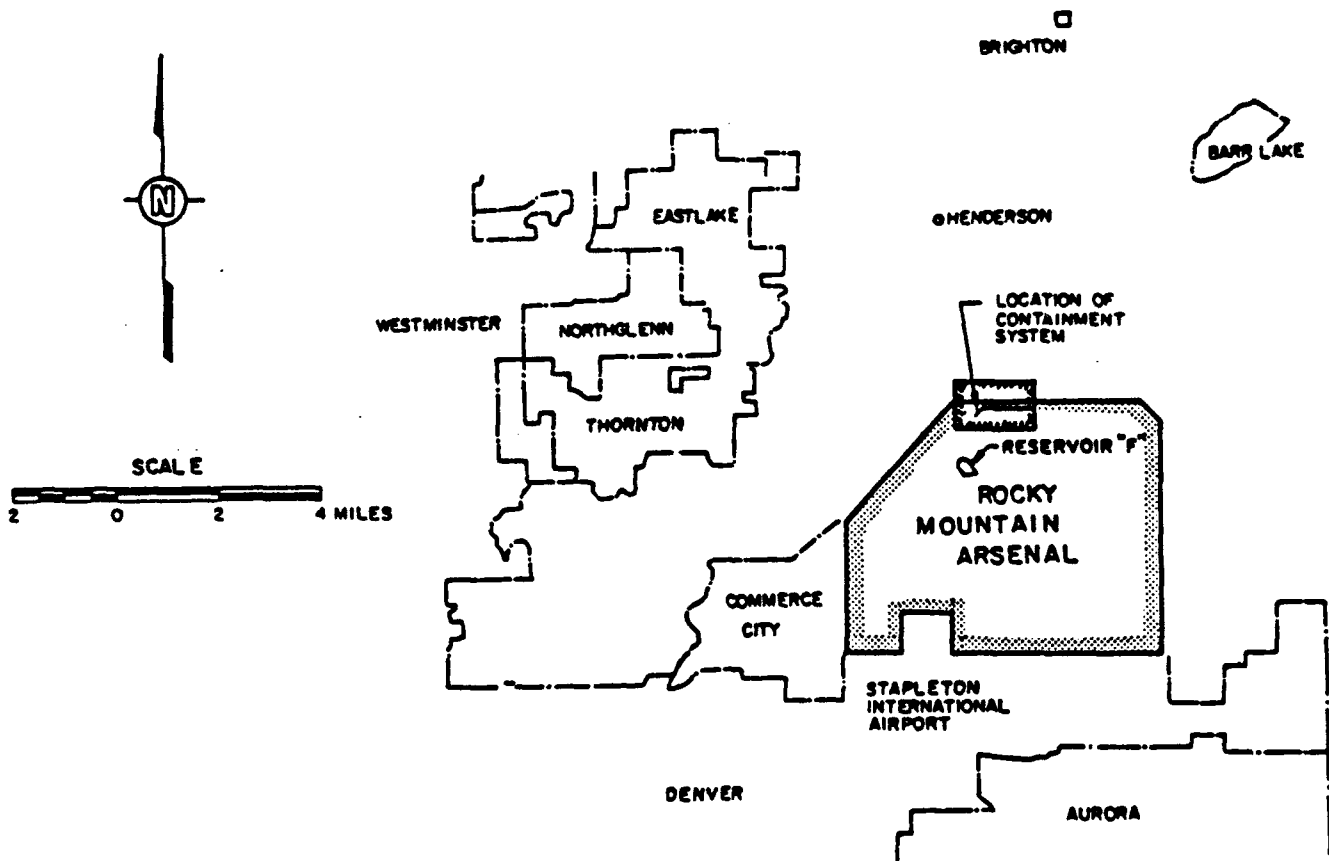 BRIGHTON
BARR LAKE
N
EASTLAKE
HENDERSON
LOCATION OF
CONTAINMENT
SYSTEM
WESTMINSTER
NORTHGLENN
THORNTON
RESERVOIR "F"
SCALE
2 0 2 4 MILES
ROCKY
MOUNTAIN
ARSENAL
COMMERCE
CITY
STAPLETON
INTERNATIONAL
AIRPORT
DENVER
AURORA